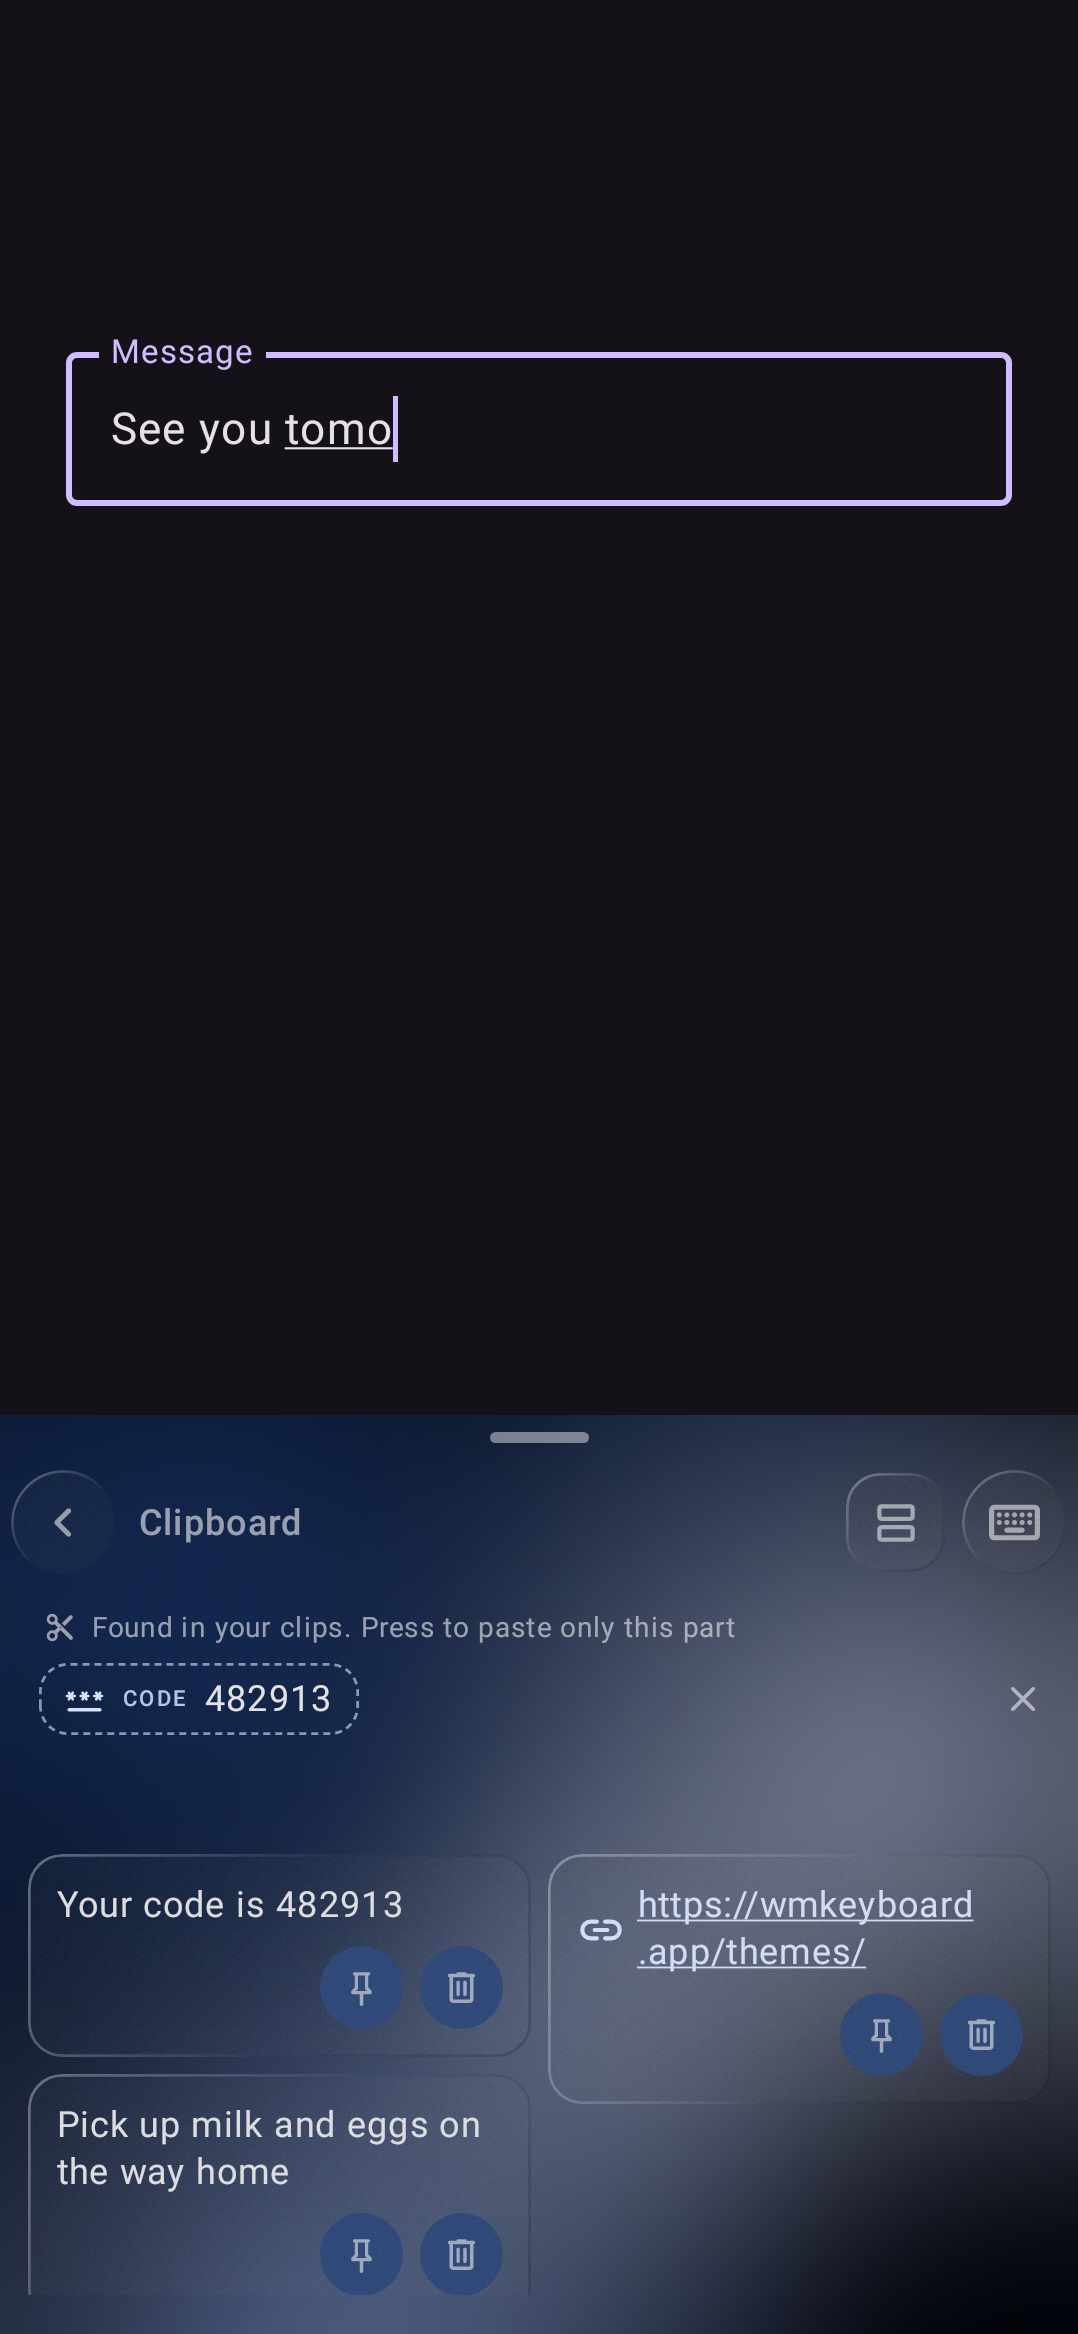 Message
See you tomo
Clipboard
Found in your clips. Press to paste only this part
*** CODE 482913
Your code is 482913
https://wmkeyboard
.app/themes/
Pick up milk and eggs on
the way home